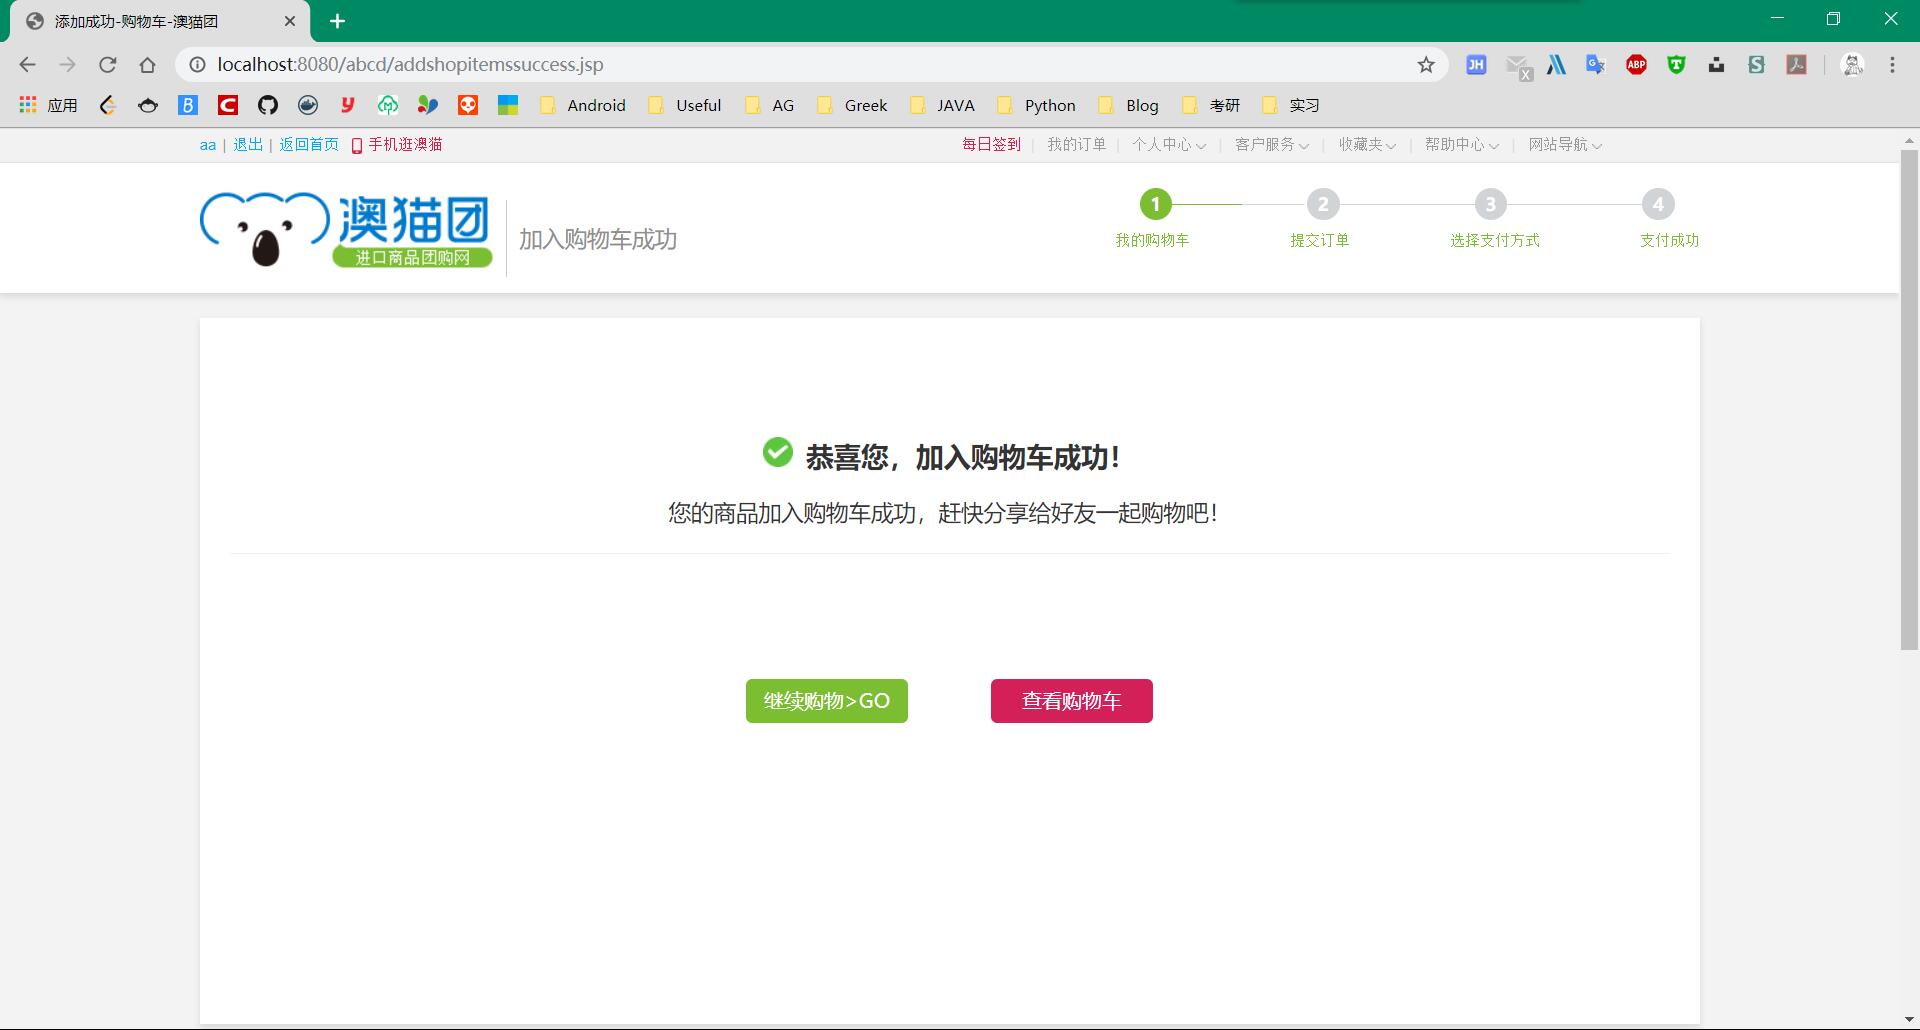 添加成功-购物车-澳猫团
localhost:8080/abcd/addshopitemssuccess.jsp
JH X G ABP T S
应用 B C y Android Useful AG Greek JAVA Python Blog 考研 实习
aa | 退出 | 返回首页 手机逛澳猫 每日签到 | 我的订单 | 个人中心 | 客户服务 | 收藏夹 | 帮助中心 | 网站导航
澳猫团
进口商品团购网
加入购物车成功
1 2 3 4
我的购物车 提交订单 选择支付方式 支付成功
恭喜您，加入购物车成功！
您的商品加入购物车成功，赶快分享给好友一起购物吧！
继续购物>GO 查看购物车